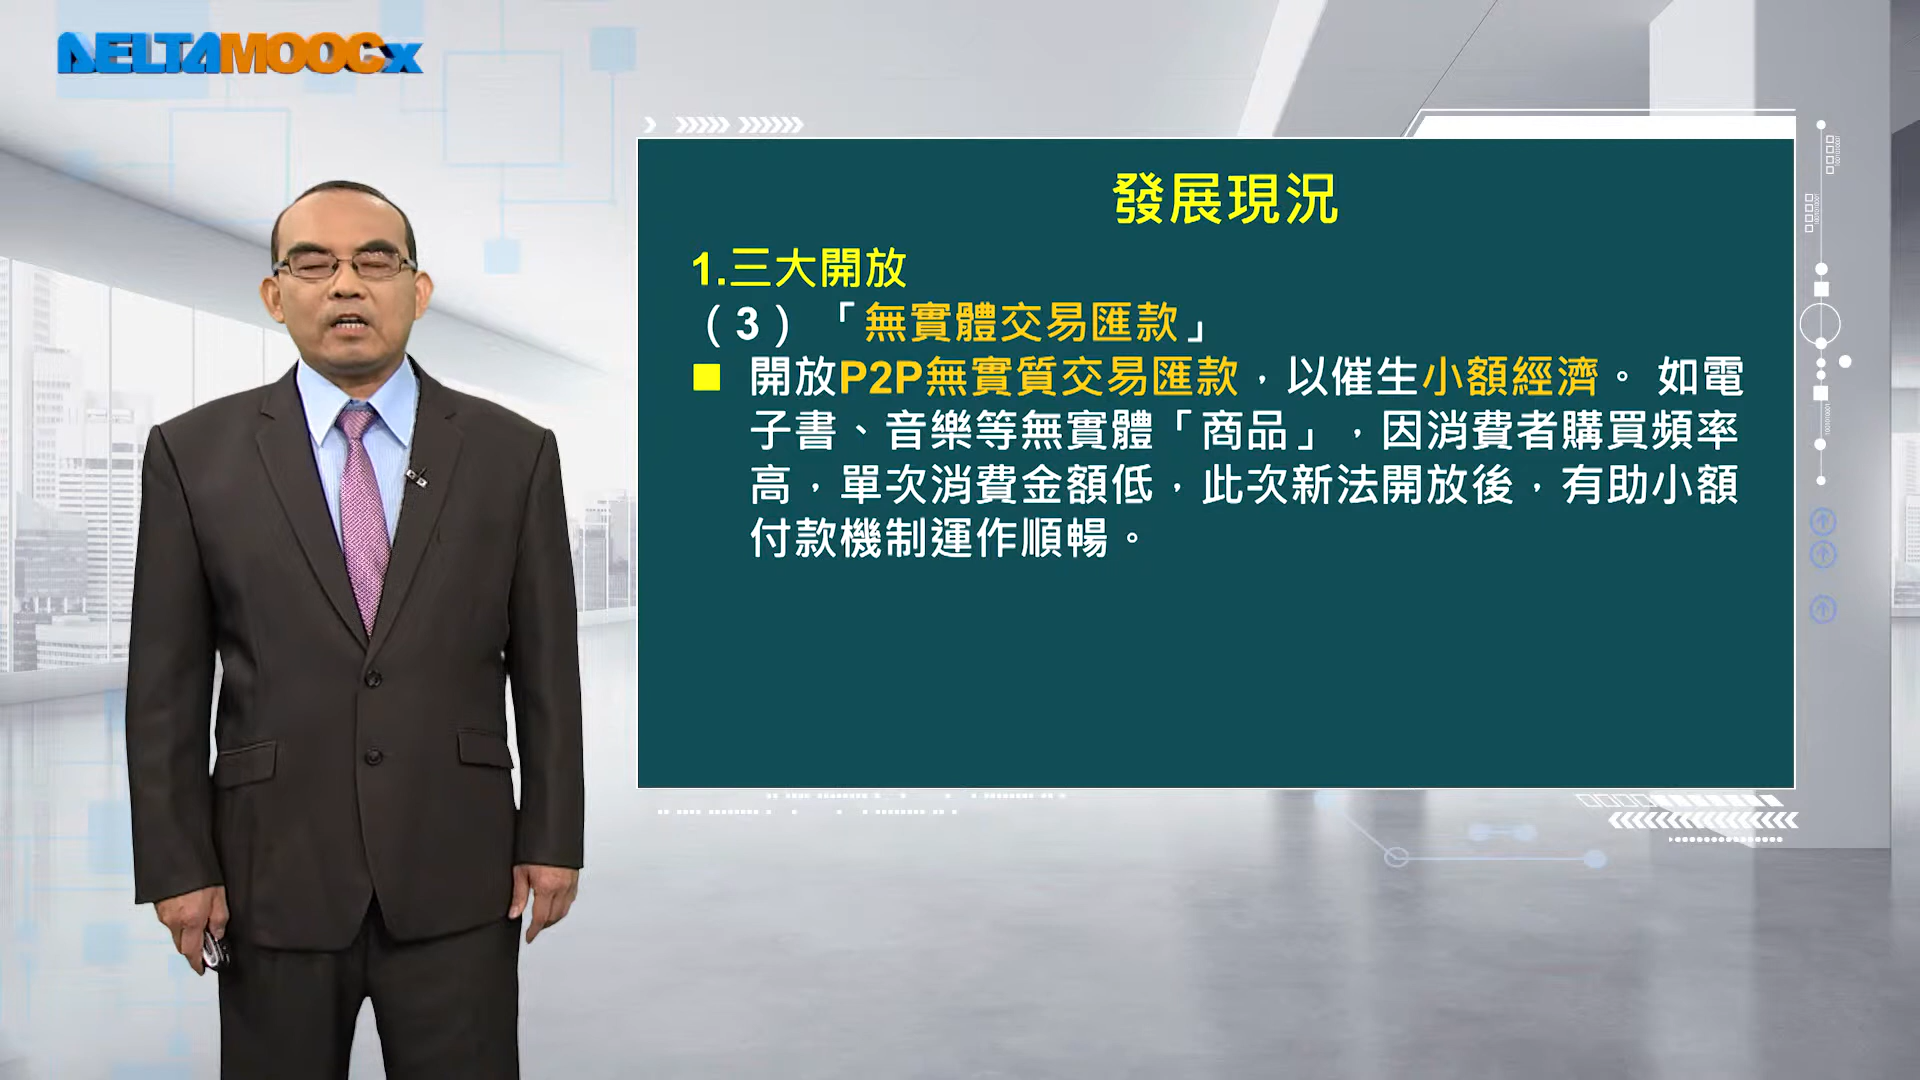 DELTAMOOCx
發展現況
1.三大開放
（3）「無實體交易匯款」
■ 開放P2P無實質交易匯款，以催生小額經濟。 如電
子書、音樂等無實體「商品」，因消費者購買頻率
高，單次消費金額低，此次新法開放後，有助小額
付款機制運作順暢。